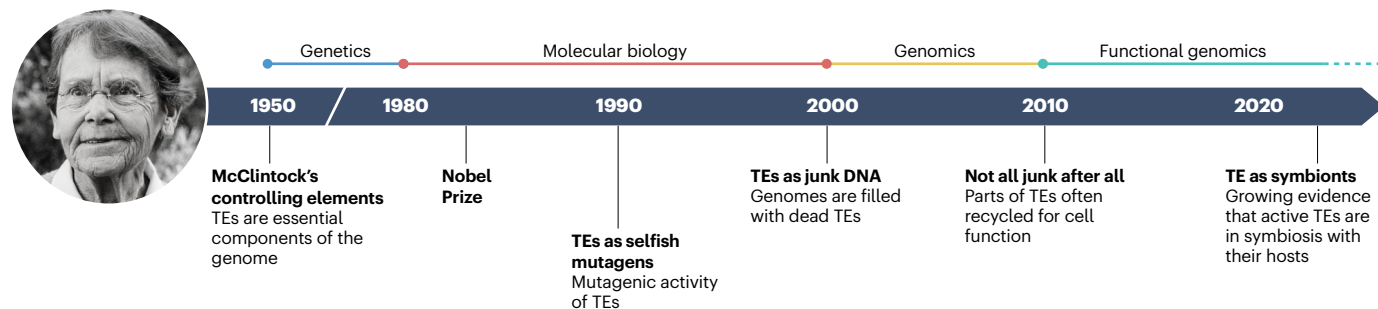 Genetics
Molecular biology
Genomics
Functional genomics
1950
1980
1990
2000
2010
2020
McClintock’s
controlling elements
TEs are essential
components of the
genome
Nobel
Prize
TEs as selfish
mutagens
Mutagenic activity
of TEs
TEs as junk DNA
Genomes are filled
with dead TEs
Not all junk after all
Parts of TEs often
recycled for cell
function
TE as symbionts
Growing evidence
that active TEs are
in symbiosis with
their hosts